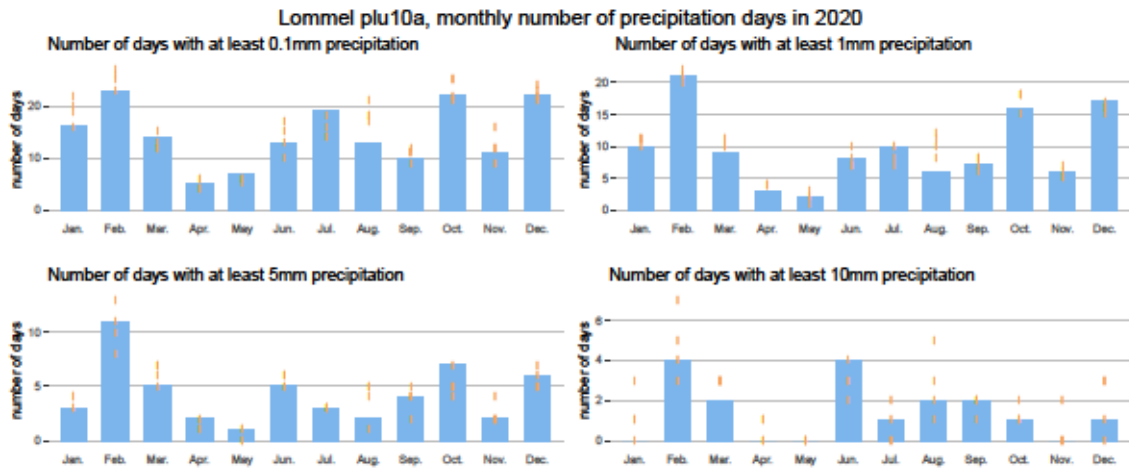 Lommel plu10a, monthly number of precipitation days in 2020
Number of days with at least 0.1mm precipitation
number of days
20
10
0
Jan. Feb. Mar. Apr. May Jun. Jul. Aug. Sep. Oct. Nov. Dec.
Number of days with at least 1mm precipitation
number of days
20
15
10
5
0
Jan. Feb. Mar. Apr. May Jun. Jul. Aug. Sep. Oct. Nov. Dec.
Number of days with at least 5mm precipitation
number of days
10
5
0
Jan. Feb. Mar. Apr. May Jun. Jul. Aug. Sep. Oct. Nov. Dec.
Number of days with at least 10mm precipitation
number of days
6
4
2
0
Jan. Feb. Mar. Apr. May Jun. Jul. Aug. Sep. Oct. Nov. Dec.